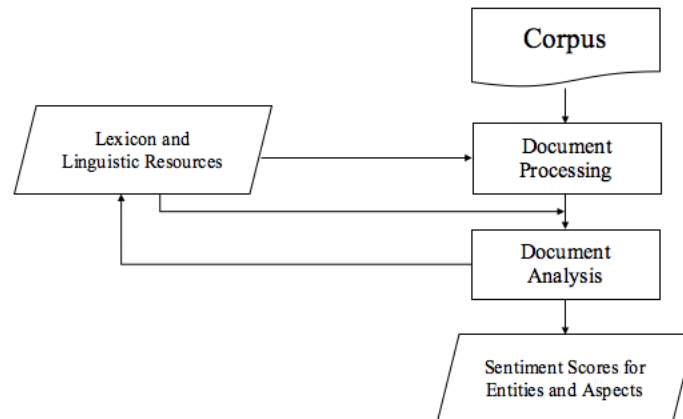 Corpus
Lexicon and
Linguistic Resources
Document
Processing
Document
Analysis
Sentiment Scores for
Entities and Aspects